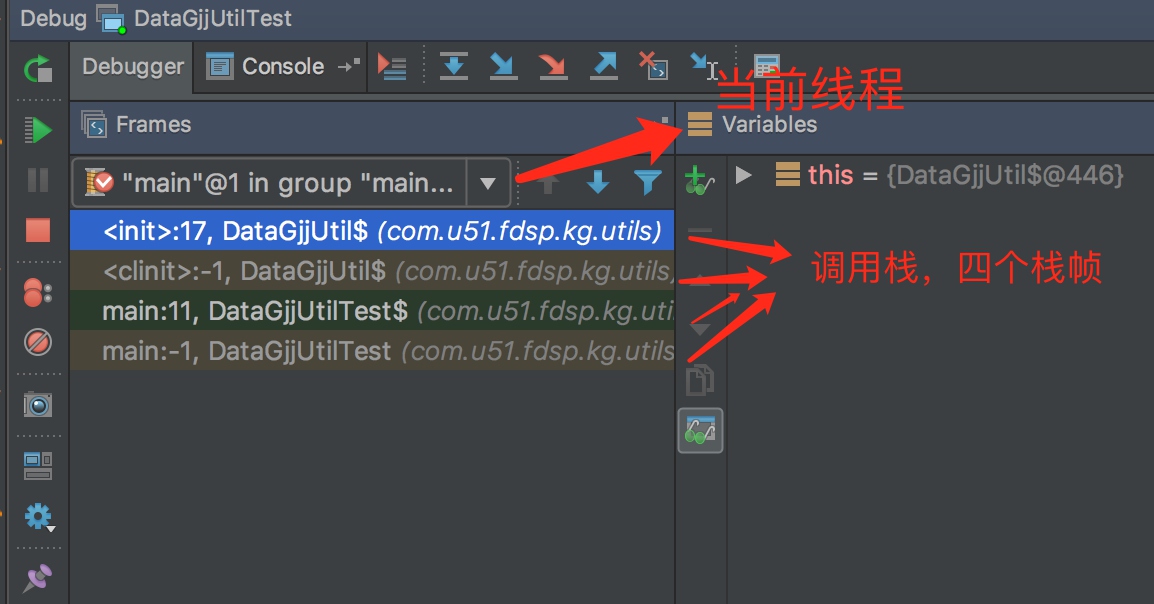 Debug DataGjjUtilTest
Debugger Console
当前线程
Frames Variables
"main"@1 in group "main...
this = {DataGjjUtil$@446}
<init>:17, DataGjjUtil$ (com.u51.fdsp.kg.utils)
<clinit>:-1, DataGjjUtil$ (com.u51.fdsp.kg.utils,
调用栈，四个栈帧
main:11, DataGjjUtilTest$ (com.u51.fdsp.kg.uti
main:-1, DataGjjUtilTest (com.u51.fdsp.kg.utils